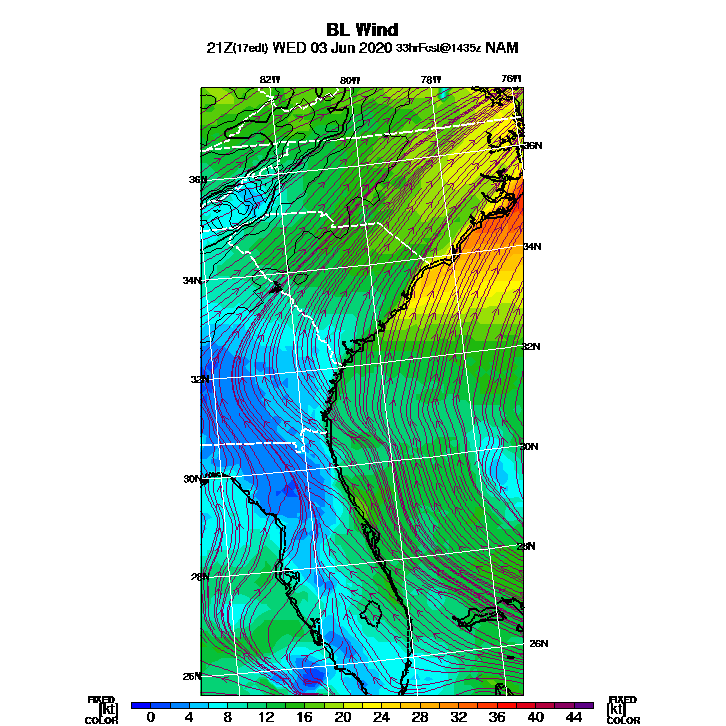 BL Wind
21Z(17edt) WED 03 Jun 2020 33hrFcst@1435z NAM
82W 80W 78W 76W
36N 36N
34N 34N
32N 32N
30N 30N
28N 28N
26N 26N
FIXED FIXED
[kt] 0 4 8 12 16 20 24 28 32 36 40 44 [kt]
COLOR COLOR